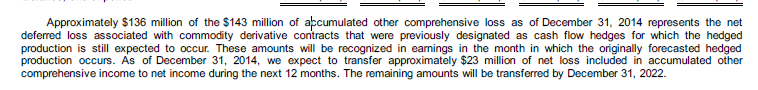 Approximately $136 million of the $143 million of accumulated other comprehensive loss as of December 31, 2014 represents the net
deferred loss associated with commodity derivative contracts that were previously designated as cash flow hedges for which the hedged
production is still expected to occur. These amounts will be recognized in earnings in the month in which the originally forecasted hedged
production occurs. As of December 31, 2014, we expect to transfer approximately $23 million of net loss included in accumulated other
comprehensive income to net income during the next 12 months. The remaining amounts will be transferred by December 31, 2022.